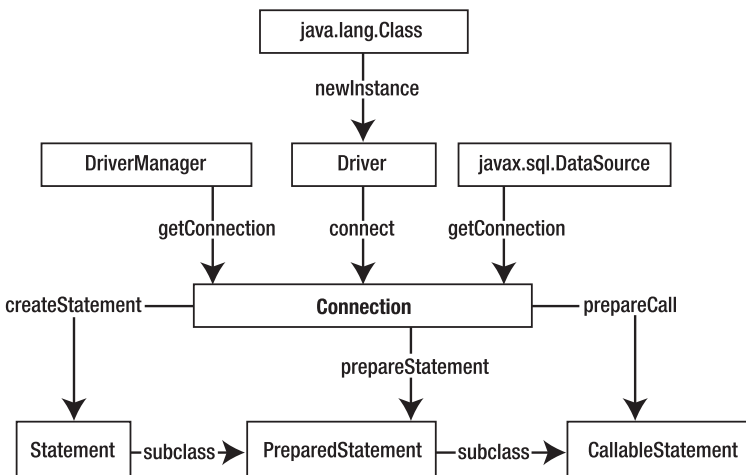 java.lang.Class
newInstance
DriverManager
Driver
javax.sql.DataSource
getConnection
connect
getConnection
createStatement
Connection
prepareCall
prepareStatement
Statement
subclass
PreparedStatement
subclass
CallableStatement